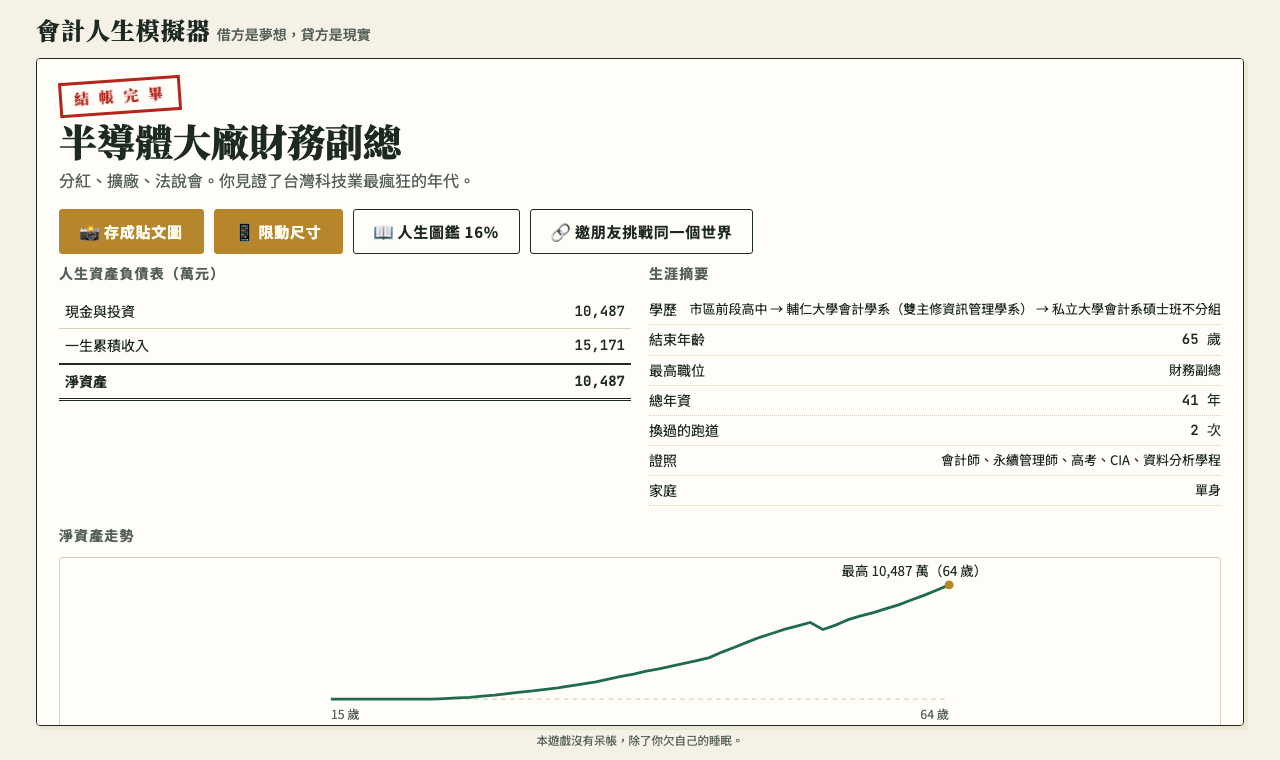 會計人生模擬器 借方是夢想，貸方是現實
結帳完畢
半導體大廠財務副總
分紅、擴廠、法說會。你見證了台灣科技業最瘋狂的年代。
📸 存成貼文圖 📱 限動尺寸 📖 人生圖鑑 16% 🔗 邀朋友挑戰同一個世界
人生資產負債表（萬元）
現金與投資 10,487
一生累積收入 15,171
淨資產 10,487
生涯摘要
學歷 市區前段高中 → 輔仁大學會計學系（雙主修資訊管理學系） → 私立大學會計系碩士班不分組
結束年齡 65 歲
最高職位 財務副總
總年資 41 年
換過的跑道 2 次
證照 會計師、永續管理師、高考、CIA、資料分析學程
家庭 單身
淨資產走勢
最高 10,487 萬（64 歲）
15 歲 64 歲
本遊戲沒有呆帳，除了你欠自己的睡眠。